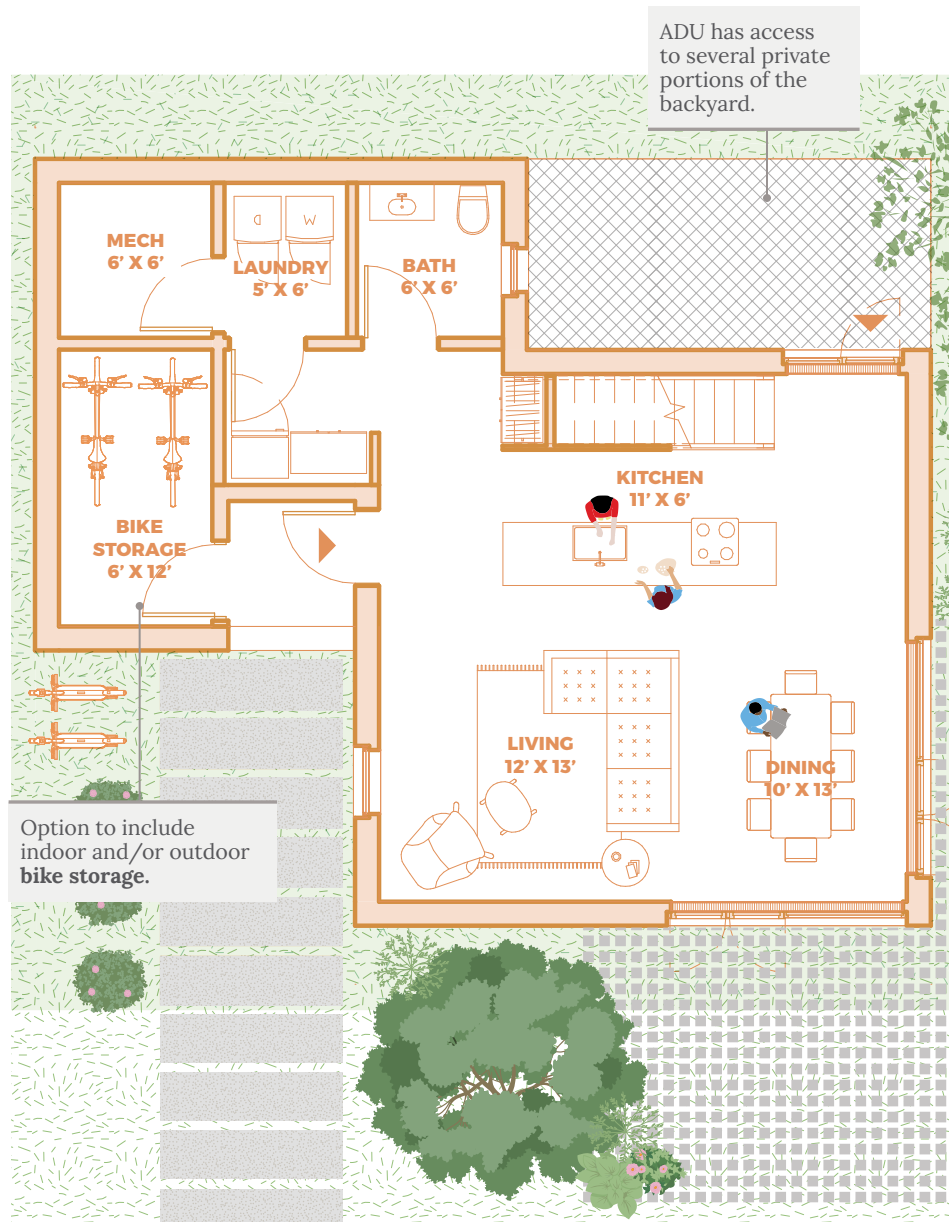 ADU has access
to several private
portions of the
backyard.
MECH
6’ X 6’
D
W
LAUNDRY
5’ X 6’
BATH
6’ X 6’
KITCHEN
11’ X 6’
BIKE
STORAGE
6’ X 12’
LIVING
12’ X 13’
DINING
10’ X 13’
Option to include
indoor and/or outdoor
bike storage.